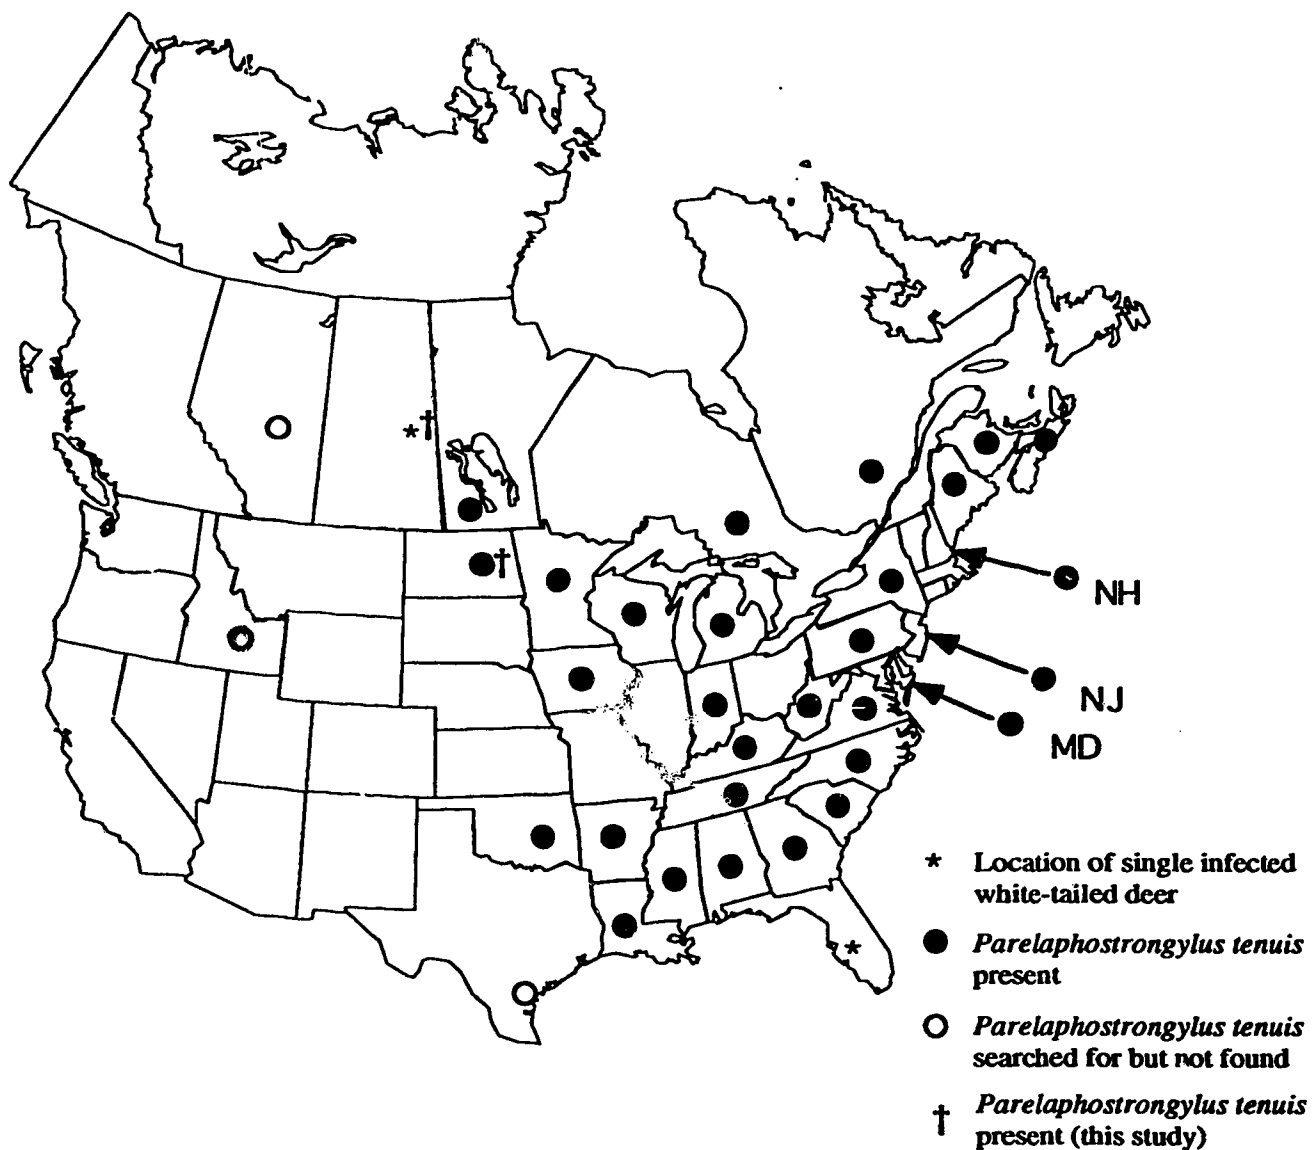 *†
†
NH
NJ
MD
*
* Location of single infected
white-tailed deer
● Parelaphostrongylus tenuis
present
○ Parelaphostrongylus tenuis
searched for but not found
† Parelaphostrongylus tenuis
present (this study)